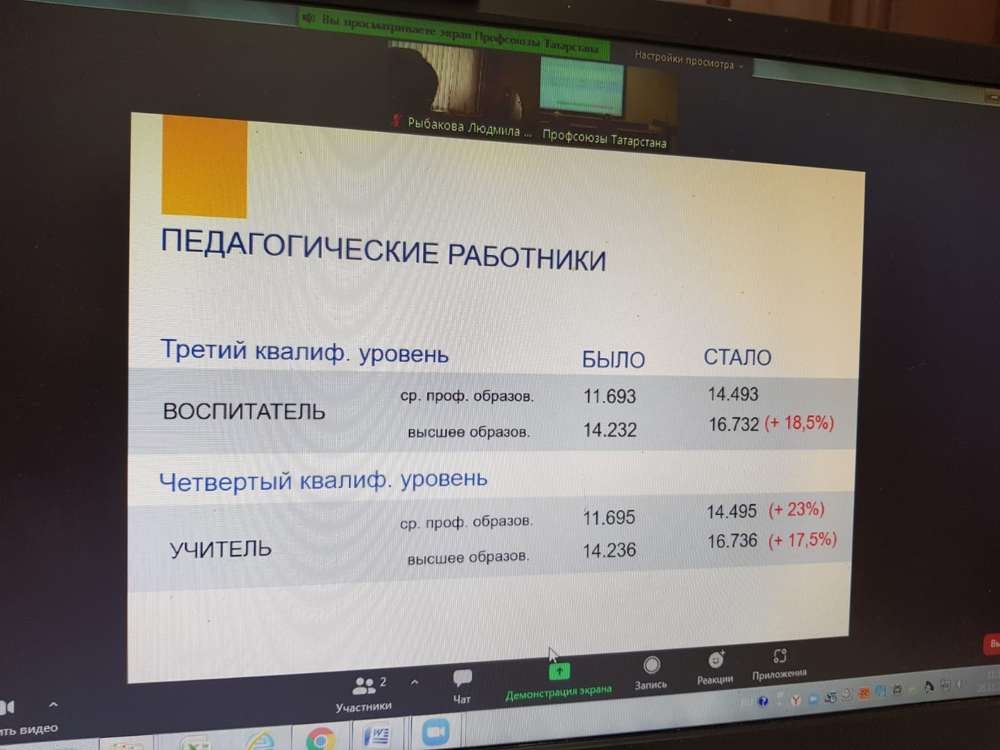 Вы просматриваете экран Профсоюзы Татарстана
Настройки просмотра
Рыбакова Людмила ...
Профсоюзы Татарстана
ПЕДАГОГИЧЕСКИЕ РАБОТНИКИ
Третий квалиф. уровень БЫЛО СТАЛО
ВОСПИТАТЕЛЬ
ср. проф. образов. 11.693 14.493
высшее образов. 14.232 16.732 (+ 18,5%)
Четвертый квалиф. уровень
УЧИТЕЛЬ
ср. проф. образов. 11.695 14.495 (+ 23%)
высшее образов. 14.236 16.736 (+ 17,5%)
2
Участники
Чат
Демонстрация экрана
Запись
Реакции
Приложения
видео
RU